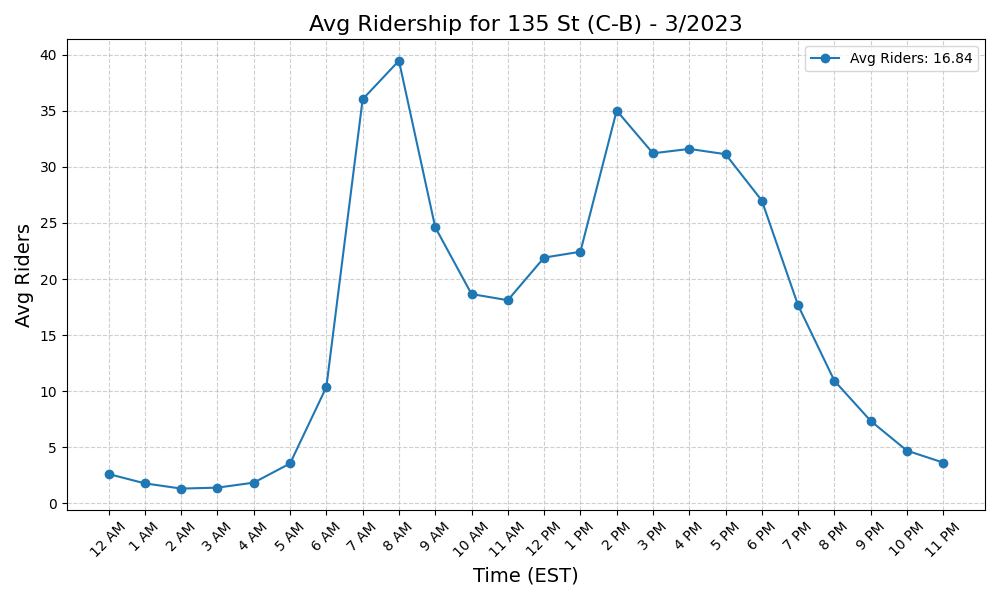 Avg Ridership for 135 St (C-B) - 3/2023
Avg Riders: 16.84
Avg Riders
40
35
30
25
20
15
10
5
0
12 AM
1 AM
2 AM
3 AM
4 AM
5 AM
6 AM
7 AM
8 AM
9 AM
10 AM
11 AM
12 PM
1 PM
2 PM
3 PM
4 PM
5 PM
6 PM
7 PM
8 PM
9 PM
10 PM
11 PM
Time (EST)